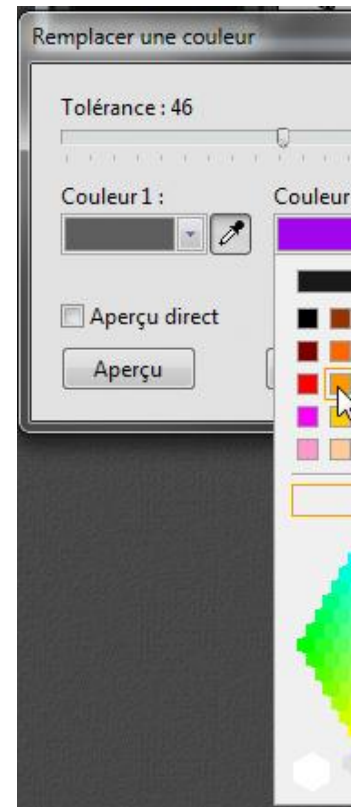 Remplacer une couleur
Tolérance : 46
Couleur 1 :
Couleur
Aperçu direct
Aperçu